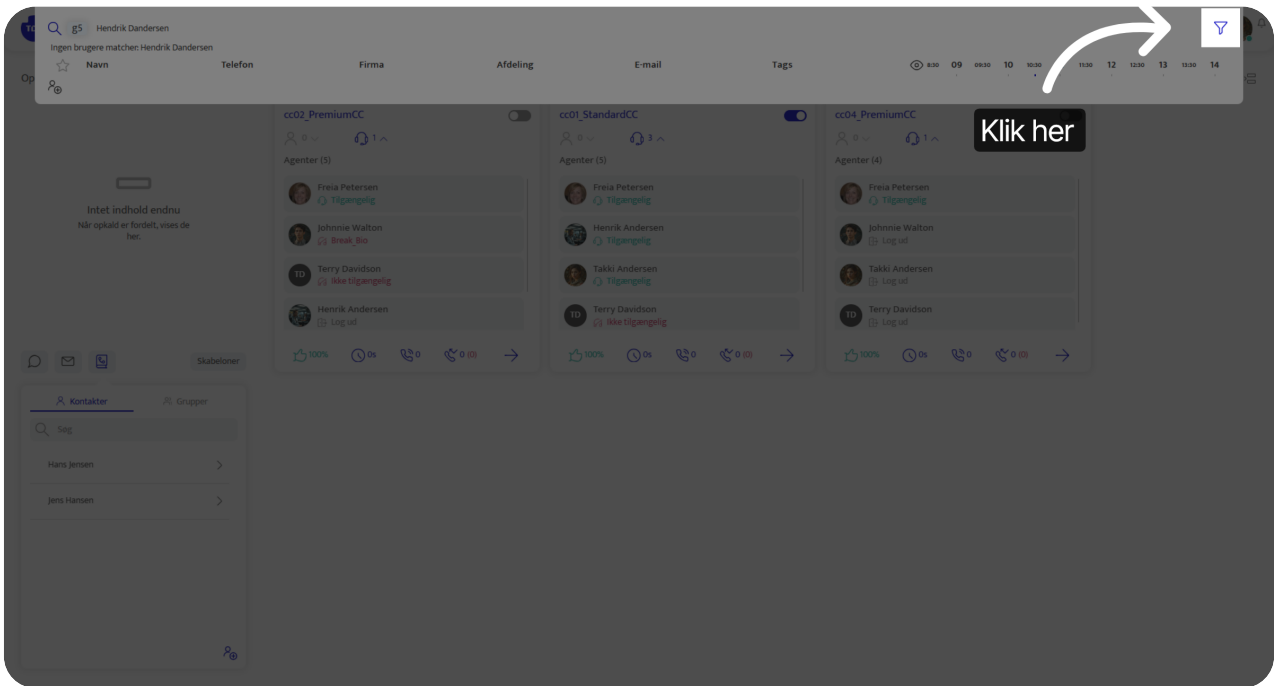 g5 Hendrik Dandersen
Ingen brugere matcher: Hendrik Dandersen
Navn Telefon Firma Afdeling E-mail Tags 8:30 09 09:30 10 10:30 11:30 12 12:30 13 13:30 14
Klik her
cc02_PremiumCC
0 1
Agenter (5)
Freia Petersen
Tilgængelig
Johnnie Walton
Break_Bio
TD
Terry Davidson
Ikke tilgængelig
Henrik Andersen
Log ud
100% 0s 0 0 (0)
cc01_StandardCC
0 3
Agenter (5)
Freia Petersen
Tilgængelig
Henrik Andersen
Tilgængelig
Takki Andersen
Tilgængelig
TD
Terry Davidson
Ikke tilgængelig
100% 0s 0 0 (0)
cc04_PremiumCC
0 1
Agenter (4)
Freia Petersen
Tilgængelig
Johnnie Walton
Log ud
Takki Andersen
Log ud
TD
Terry Davidson
Log ud
100% 0s 0 0 (0)
Intet indhold endnu
Når opkald er fordelt, vises de
her.
Skabeloner
Kontakter Grupper
Søg
Hans Jensen
Jens Hansen